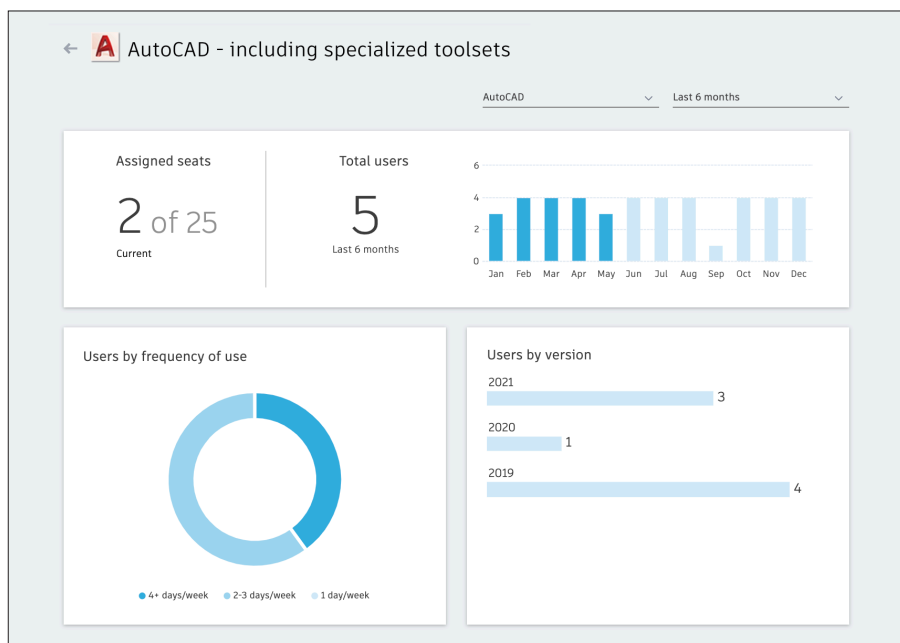 AutoCAD - including specialized toolsets
AutoCAD
Last 6 months
Assigned seats
2 of 25
Current
Total users
5
Last 6 months
6
4
2
0
Jan Feb Mar Apr May Jun Jul Aug Sep Oct Nov Dec
Users by frequency of use
4+ days/week 2-3 days/week 1 day/week
Users by version
2021
3
2020
1
2019
4